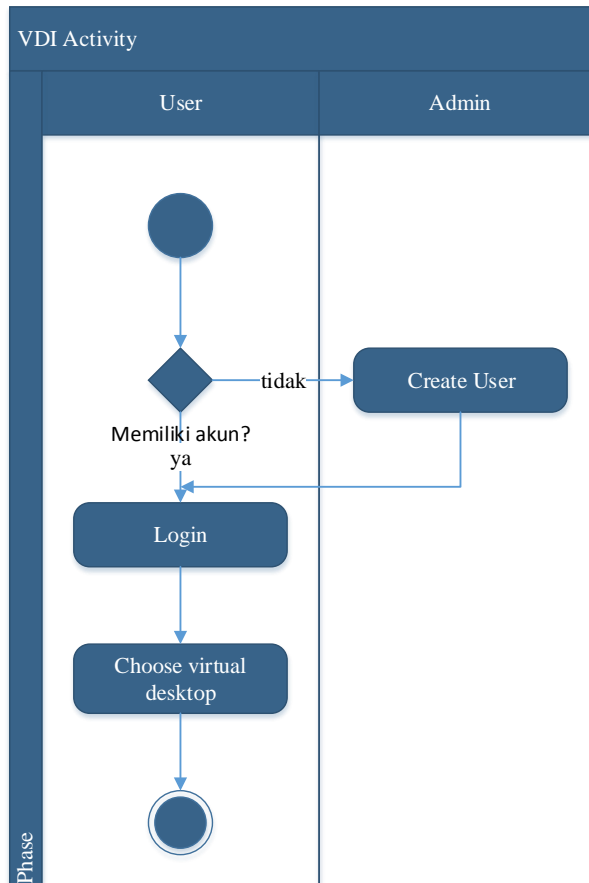 VDI Activity
User
Admin
tidak
Create User
Memiliki akun?
ya
Login
Choose virtual
desktop
Phase